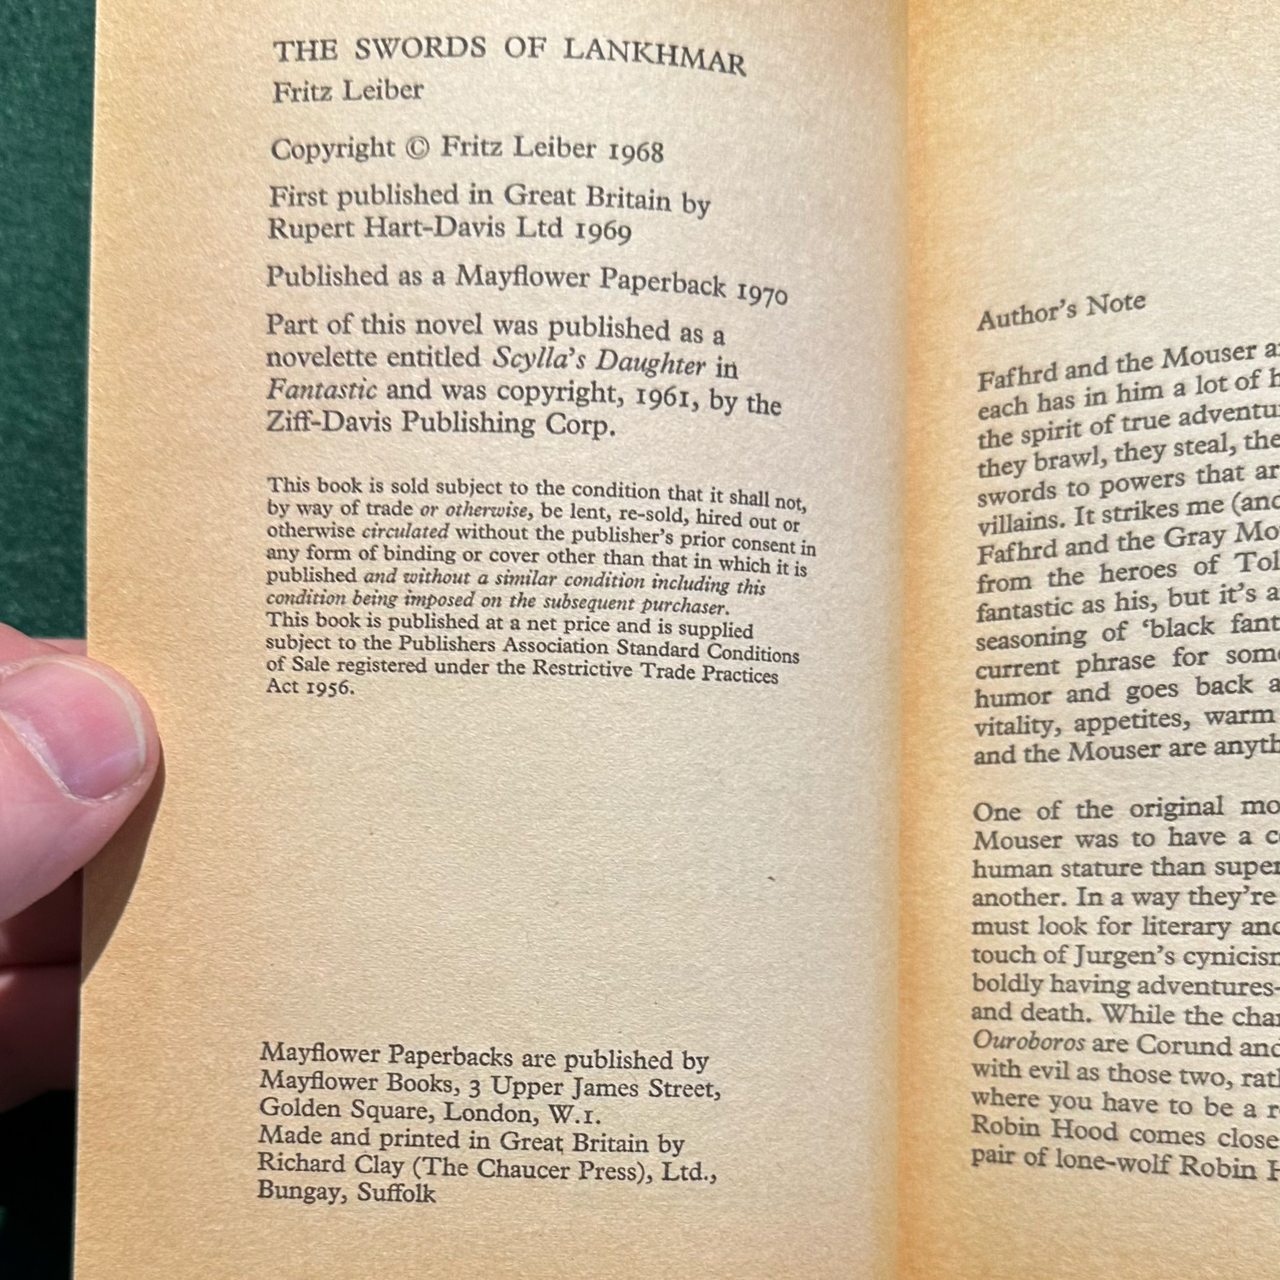 THE SWORDS OF LANKHMAR
Fritz Leiber
Copyright © Fritz Leiber 1968
First published in Great Britain by
Rupert Hart-Davis Ltd 1969
Published as a Mayflower Paperback 1970
Part of this novel was published as a
novelette entitled Scylla's Daughter in
Fantastic and was copyright, 1961, by the
Ziff-Davis Publishing Corp.
This book is sold subject to the condition that it shall not,
by way of trade or otherwise, be lent, re-sold, hired out or
otherwise circulated without the publisher's prior consent in
any form of binding or cover other than that in which it is
published and without a similar condition including this
condition being imposed on the subsequent purchaser.
This book is published at a net price and is supplied
subject to the Publishers Association Standard Conditions
of Sale registered under the Restrictive Trade Practices
Act 1956.
Mayflower Paperbacks are published by
Mayflower Books, 3 Upper James Street,
Golden Square, London, W.1.
Made and printed in Great Britain by
Richard Clay (The Chaucer Press), Ltd.,
Bungay, Suffolk
Author's Note
Fafhrd and the Mouser
each has in him a lot of
the spirit of true
they brawl, they steal,
swords to powers that
villains. It strikes me
Fafhrd and the Gray
from the heroes of
fantastic as his, but it's a
seasoning of 'black
current phrase for
humor and goes back
vitality, appetites, warm
and the Mouser are
One of the original
Mouser was to have a
human stature than
another. In a way they're
must look for literary
touch of Jurgen's
boldly having adventures-
and death. While the
Ouroboros are Corund
with evil as those two,
where you have to be a
Robin Hood comes
pair of lone-wolf Robin